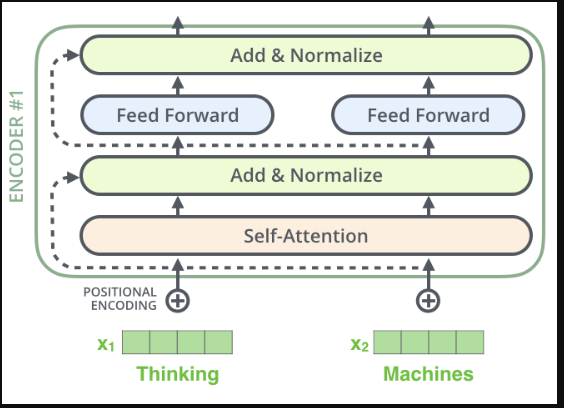 ENCODER #1
Add & Normalize
Feed Forward Feed Forward
Add & Normalize
Self-Attention
POSITIONAL
ENCODING
x1 x2
Thinking Machines